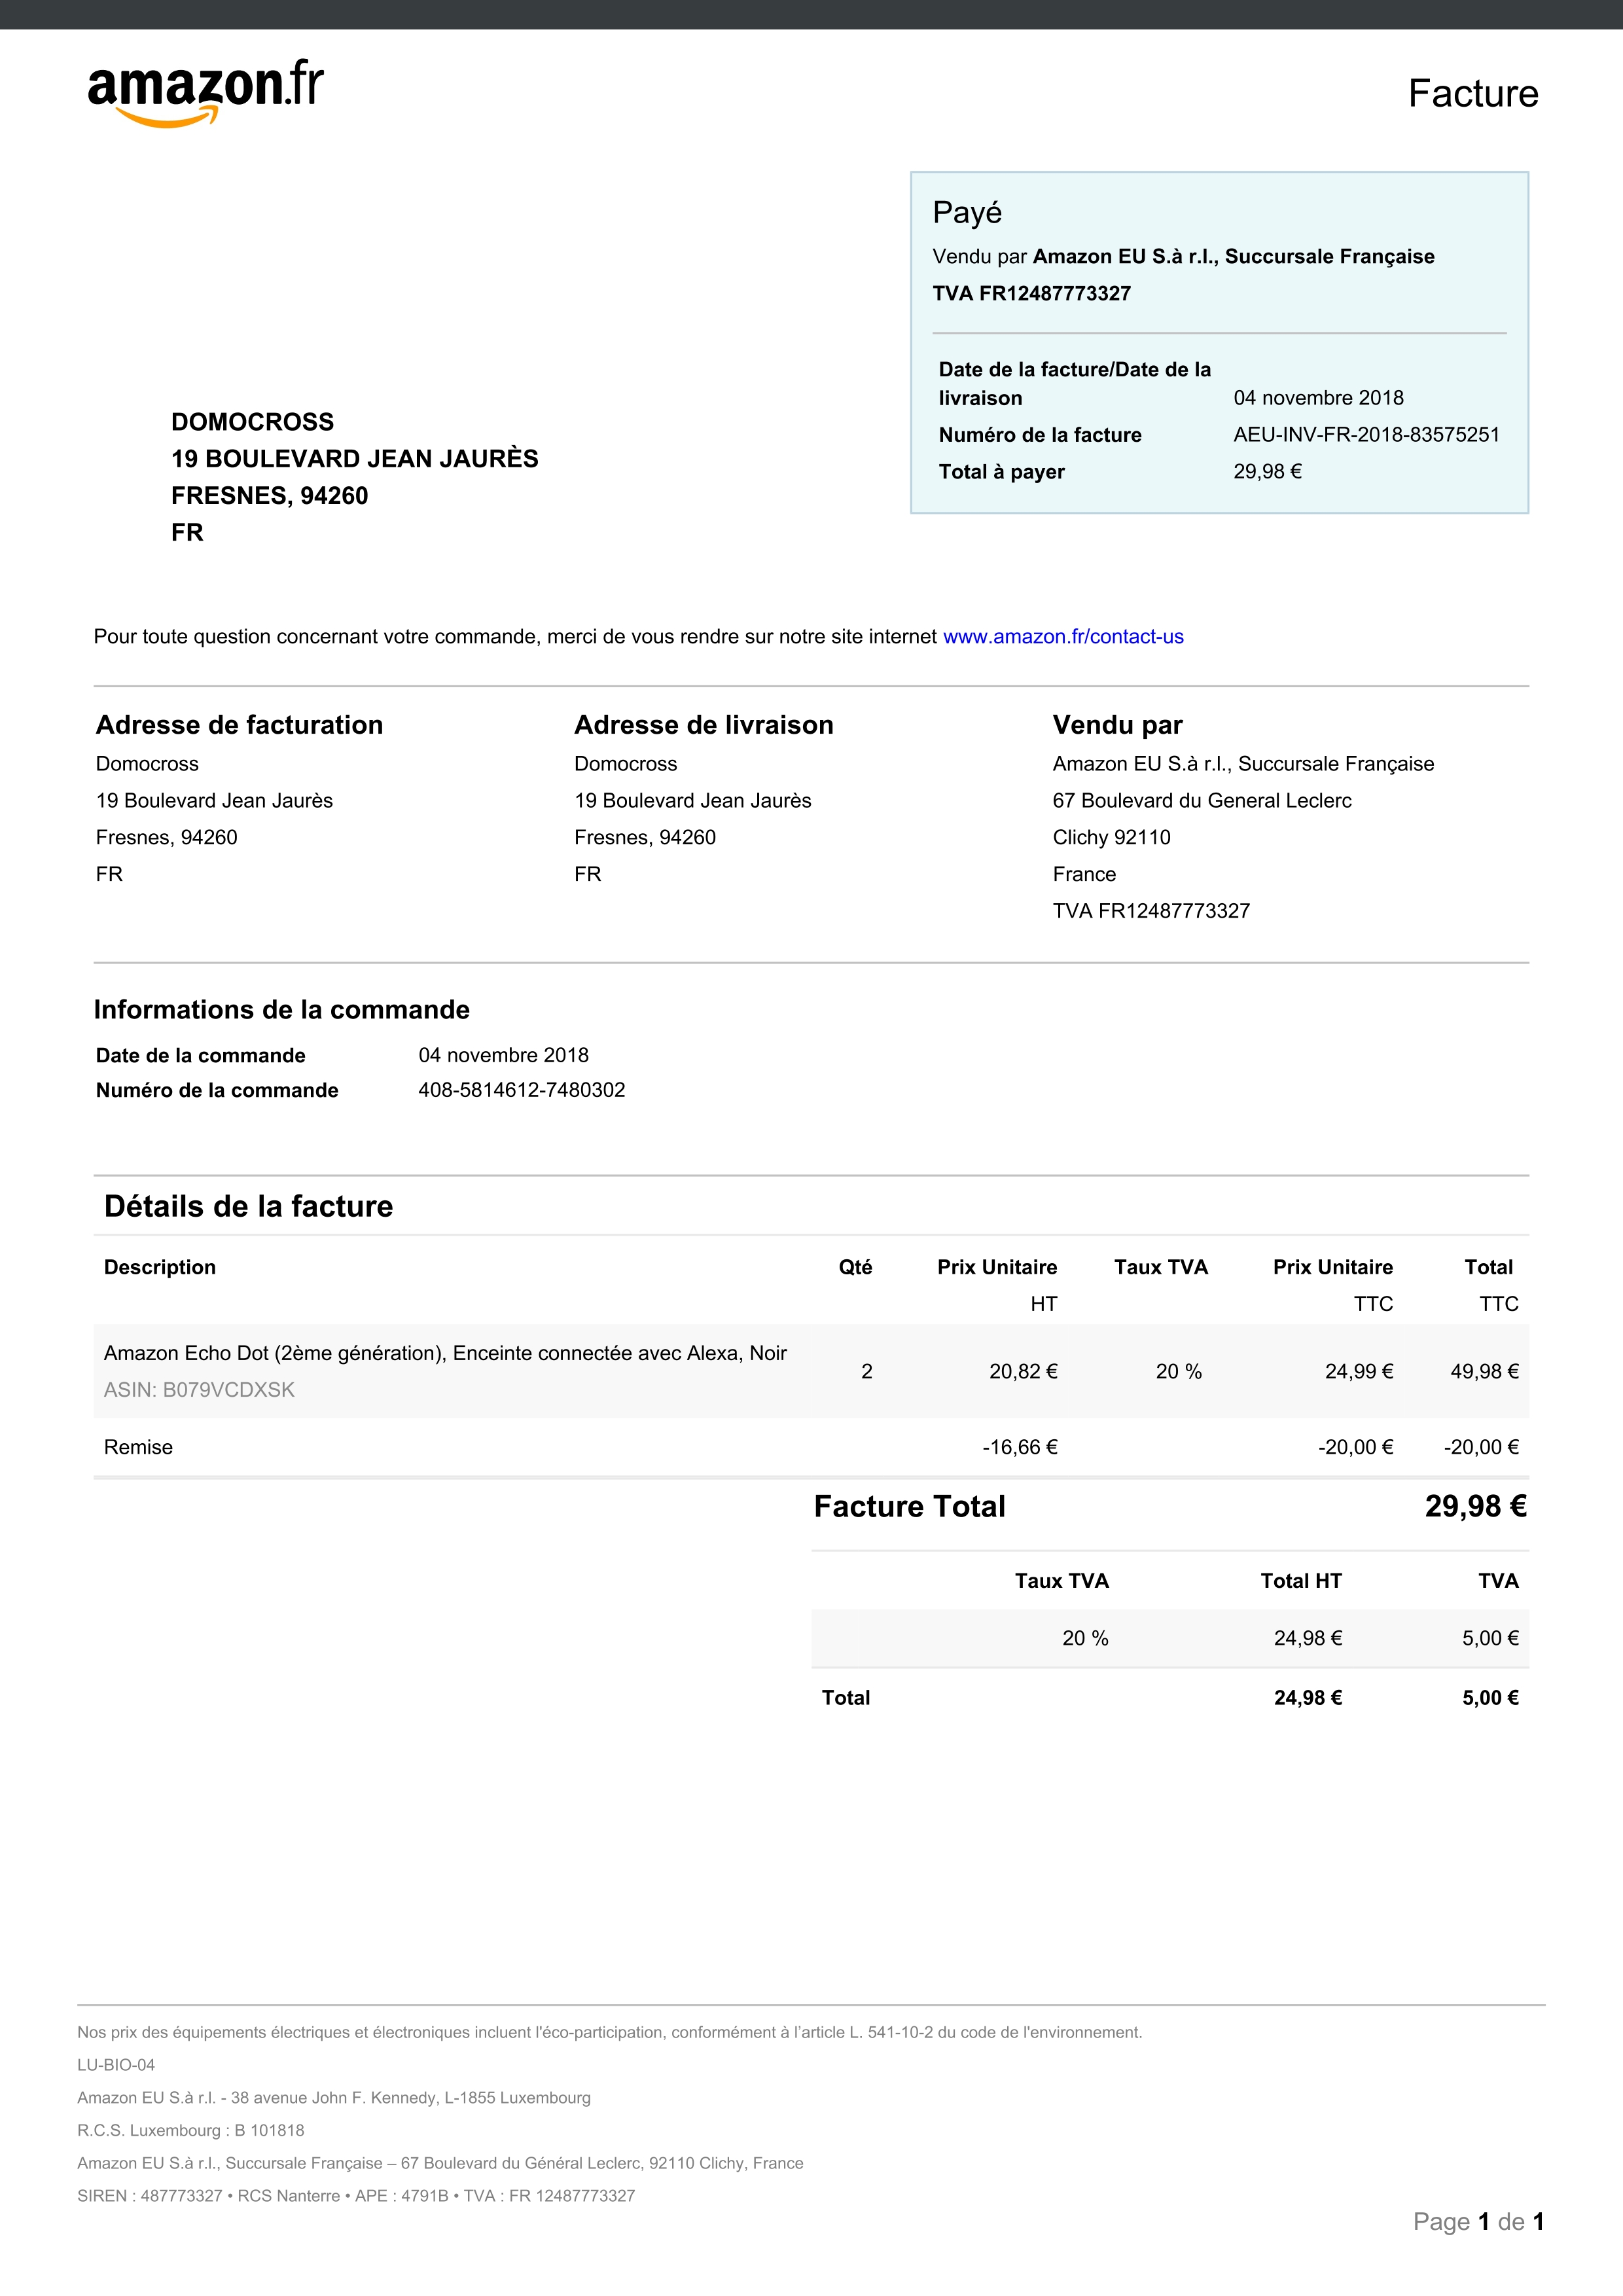 amazon.fr
Facture
Payé
Vendu par Amazon EU S.à r.l., Succursale Française
TVA FR12487773327
Date de la facture/Date de la
livraison 04 novembre 2018
Numéro de la facture AEU-INV-FR-2018-83575251
Total à payer 29,98 €
DOMOCROSS
19 BOULEVARD JEAN JAURÈS
FRESNES, 94260
FR
Pour toute question concernant votre commande, merci de vous rendre sur notre site internet www.amazon.fr/contact-us
Adresse de facturation
Domocross
19 Boulevard Jean Jaurès
Fresnes, 94260
FR
Adresse de livraison
Domocross
19 Boulevard Jean Jaurès
Fresnes, 94260
FR
Vendu par
Amazon EU S.à r.l., Succursale Française
67 Boulevard du General Leclerc
Clichy 92110
France
TVA FR12487773327
Informations de la commande
Date de la commande 04 novembre 2018
Numéro de la commande 408-5814612-7480302
Détails de la facture
Description Qté Prix Unitaire Taux TVA Prix Unitaire Total
HT TTC TTC
Amazon Echo Dot (2ème génération), Enceinte connectée avec Alexa, Noir
2 20,82 € 20 % 24,99 € 49,98 €
ASIN: B079VCDXSK
Remise -16,66 € -20,00 € -20,00 €
Facture Total 29,98 €
Taux TVA Total HT TVA
20 % 24,98 € 5,00 €
Total 24,98 € 5,00 €
Nos prix des équipements électriques et électroniques incluent l'éco-participation, conformément à l'article L. 541-10-2 du code de l'environnement.
LU-BIO-04
Amazon EU S.à r.l. - 38 avenue John F. Kennedy, L-1855 Luxembourg
R.C.S. Luxembourg : B 101818
Amazon EU S.à r.l., Succursale Française – 67 Boulevard du Général Leclerc, 92110 Clichy, France
SIREN : 487773327 • RCS Nanterre • APE : 4791B • TVA : FR 12487773327
Page 1 de 1